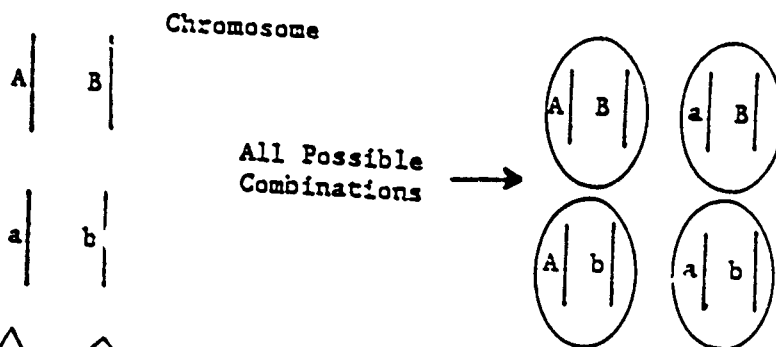 Chromosome
A B
A B a B
All Possible
Combinations
a b
A b a b